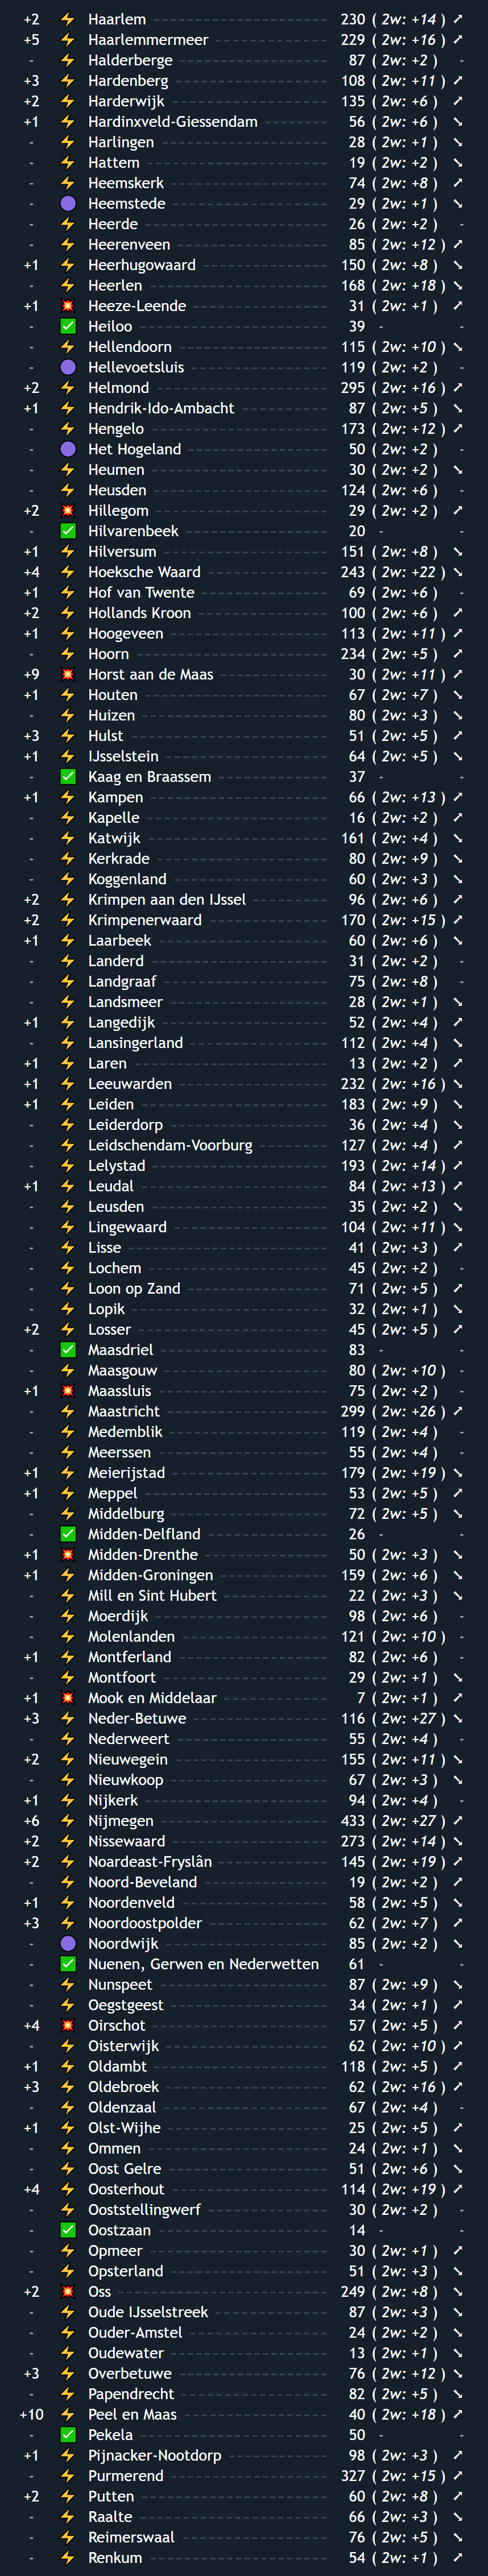 +2 ⚡ Haarlem 230 ( 2w: +14 ) ➚
+5 ⚡ Haarlemmermeer 229 ( 2w: +16 ) ➚
- ⚡ Halderberge 87 ( 2w: +2 ) -
+3 ⚡ Hardenberg 108 ( 2w: +11 ) ➚
+2 ⚡ Harderwijk 135 ( 2w: +6 ) ➚
+1 ⚡ Hardinxveld-Giessendam 56 ( 2w: +6 ) ➘
- ⚡ Harlingen 28 ( 2w: +1 ) ➘
- ⚡ Hattem 19 ( 2w: +2 ) ➘
- ⚡ Heemskerk 74 ( 2w: +8 ) ➚
- 🟣 Heemstede 29 ( 2w: +1 ) ➘
- ⚡ Heerde 26 ( 2w: +2 ) -
- ⚡ Heerenveen 85 ( 2w: +12 ) ➚
+1 ⚡ Heerhugowaard 150 ( 2w: +8 ) ➘
- ⚡ Heerlen 168 ( 2w: +18 ) ➘
+1 💥 Heeze-Leende 31 ( 2w: +1 ) ➚
- ✅ Heiloo 39 - -
- ⚡ Hellendoorn 115 ( 2w: +10 ) ➘
- 🟣 Hellevoetsluis 119 ( 2w: +2 ) -
+2 ⚡ Helmond 295 ( 2w: +16 ) ➚
+1 ⚡ Hendrik-Ido-Ambacht 87 ( 2w: +5 ) ➘
- ⚡ Hengelo 173 ( 2w: +12 ) ➚
- 🟣 Het Hogeland 50 ( 2w: +2 ) -
- ⚡ Heumen 30 ( 2w: +2 ) ➘
- ⚡ Heusden 124 ( 2w: +6 ) -
+2 💥 Hillegom 29 ( 2w: +2 ) ➚
- ✅ Hilvarenbeek 20 - -
+1 ⚡ Hilversum 151 ( 2w: +8 ) ➘
+4 ⚡ Hoeksche Waard 243 ( 2w: +22 ) ➘
+1 ⚡ Hof van Twente 69 ( 2w: +6 ) -
+2 ⚡ Hollands Kroon 100 ( 2w: +6 ) ➚
+1 ⚡ Hoogeveen 113 ( 2w: +11 ) ➚
- ⚡ Hoorn 234 ( 2w: +5 ) ➚
+9 💥 Horst aan de Maas 30 ( 2w: +11 ) ➚
+1 ⚡ Houten 67 ( 2w: +7 ) ➘
- ⚡ Huizen 80 ( 2w: +3 ) ➘
+3 ⚡ Hulst 51 ( 2w: +5 ) ➚
+1 ⚡ IJsselstein 64 ( 2w: +5 ) ➘
- ✅ Kaag en Braassem 37 - -
+1 ⚡ Kampen 66 ( 2w: +13 ) ➚
- ⚡ Kapelle 16 ( 2w: +2 ) ➚
- ⚡ Katwijk 161 ( 2w: +4 ) ➘
- ⚡ Kerkrade 80 ( 2w: +9 ) ➘
- ⚡ Koggenland 60 ( 2w: +3 ) ➘
+2 ⚡ Krimpen aan den IJssel 96 ( 2w: +6 ) ➚
+2 ⚡ Krimpenerwaard 170 ( 2w: +15 ) ➚
+1 ⚡ Laarbeek 60 ( 2w: +6 ) ➘
- ⚡ Landerd 31 ( 2w: +2 ) -
- ⚡ Landgraaf 75 ( 2w: +8 ) -
- ⚡ Landsmeer 28 ( 2w: +1 ) ➘
+1 ⚡ Langedijk 52 ( 2w: +4 ) ➚
- ⚡ Lansingerland 112 ( 2w: +4 ) ➘
+1 ⚡ Laren 13 ( 2w: +2 ) ➚
+1 ⚡ Leeuwarden 232 ( 2w: +16 ) ➘
+1 ⚡ Leiden 183 ( 2w: +9 ) ➘
- ⚡ Leiderdorp 36 ( 2w: +4 ) ➘
- ⚡ Leidschendam-Voorburg 127 ( 2w: +4 ) ➚
- ⚡ Lelystad 193 ( 2w: +14 ) ➚
+1 ⚡ Leudal 84 ( 2w: +13 ) ➚
- ⚡ Leusden 35 ( 2w: +2 ) ➘
- ⚡ Lingewaard 104 ( 2w: +11 ) ➘
- ⚡ Lisse 41 ( 2w: +3 ) ➚
- ⚡ Lochem 45 ( 2w: +2 ) -
- ⚡ Loon op Zand 71 ( 2w: +5 ) ➚
- ⚡ Lopik 32 ( 2w: +1 ) ➘
+2 ⚡ Losser 45 ( 2w: +5 ) ➚
- ✅ Maasdriel 83 - -
- ⚡ Maasgouw 80 ( 2w: +10 ) -
+1 💥 Maassluis 75 ( 2w: +2 ) -
- ⚡ Maastricht 299 ( 2w: +26 ) ➚
- ⚡ Medemblik 119 ( 2w: +4 ) -
- ⚡ Meerssen 55 ( 2w: +4 ) -
+1 ⚡ Meierijstad 179 ( 2w: +19 ) ➘
+1 ⚡ Meppel 53 ( 2w: +5 ) ➚
- ⚡ Middelburg 72 ( 2w: +5 ) ➘
- ✅ Midden-Delfland 26 - -
+1 💥 Midden-Drenthe 50 ( 2w: +3 ) ➘
+1 ⚡ Midden-Groningen 159 ( 2w: +6 ) ➘
- ⚡ Mill en Sint Hubert 22 ( 2w: +3 ) ➘
- ⚡ Moerdijk 98 ( 2w: +6 ) -
- ⚡ Molenlanden 121 ( 2w: +10 ) -
+1 ⚡ Montferland 82 ( 2w: +6 ) -
- ⚡ Montfoort 29 ( 2w: +1 ) ➘
+1 💥 Mook en Middelaar 7 ( 2w: +1 ) ➚
+3 ⚡ Neder-Betuwe 116 ( 2w: +27 ) ➘
- ⚡ Nederweert 55 ( 2w: +4 ) -
+2 ⚡ Nieuwegein 155 ( 2w: +11 ) ➘
- ⚡ Nieuwkoop 67 ( 2w: +3 ) ➘
+1 ⚡ Nijkerk 94 ( 2w: +4 ) -
+6 ⚡ Nijmegen 433 ( 2w: +27 ) ➚
+2 ⚡ Nissewaard 273 ( 2w: +14 ) ➘
+2 ⚡ Noardeast-Fryslân 145 ( 2w: +19 ) ➚
- ⚡ Noord-Beveland 19 ( 2w: +2 ) ➚
+1 ⚡ Noordenveld 58 ( 2w: +5 ) ➘
+3 ⚡ Noordoostpolder 62 ( 2w: +7 ) ➚
- 🟣 Noordwijk 85 ( 2w: +2 ) ➘
- ✅ Nuenen, Gerwen en Nederwetten 61 - -
- ⚡ Nunspeet 87 ( 2w: +9 ) ➘
- ⚡ Oegstgeest 34 ( 2w: +1 ) ➚
+4 💥 Oirschot 57 ( 2w: +5 ) ➚
- ⚡ Oisterwijk 62 ( 2w: +10 ) ➚
+1 ⚡ Oldambt 118 ( 2w: +5 ) ➚
+3 ⚡ Oldebroek 62 ( 2w: +16 ) ➚
- ⚡ Oldenzaal 67 ( 2w: +4 ) -
+1 ⚡ Olst-Wijhe 25 ( 2w: +5 ) ➚
- ⚡ Ommen 24 ( 2w: +1 ) ➘
- ⚡ Oost Gelre 51 ( 2w: +6 ) ➘
+4 ⚡ Oosterhout 114 ( 2w: +19 ) ➚
- ⚡ Ooststellingwerf 30 ( 2w: +2 ) -
- ✅ Oostzaan 14 - -
- ⚡ Opmeer 30 ( 2w: +1 ) ➚
- ⚡ Opsterland 51 ( 2w: +3 ) ➘
+2 💥 Oss 249 ( 2w: +8 ) ➘
- ⚡ Oude IJsselstreek 87 ( 2w: +3 ) ➘
- ⚡ Ouder-Amstel 24 ( 2w: +2 ) ➘
- ⚡ Oudewater 13 ( 2w: +1 ) ➘
+3 ⚡ Overbetuwe 76 ( 2w: +12 ) ➘
- ⚡ Papendrecht 82 ( 2w: +5 ) ➘
+10 ⚡ Peel en Maas 40 ( 2w: +18 ) ➚
- ✅ Pekela 50 - -
+1 ⚡ Pijnacker-Nootdorp 98 ( 2w: +3 ) ➚
- ⚡ Purmerend 327 ( 2w: +15 ) ➚
+2 ⚡ Putten 60 ( 2w: +8 ) ➚
- ⚡ Raalte 66 ( 2w: +3 ) ➘
- ⚡ Reimerswaal 76 ( 2w: +5 ) ➘
- ⚡ Renkum 54 ( 2w: +1 ) ➚